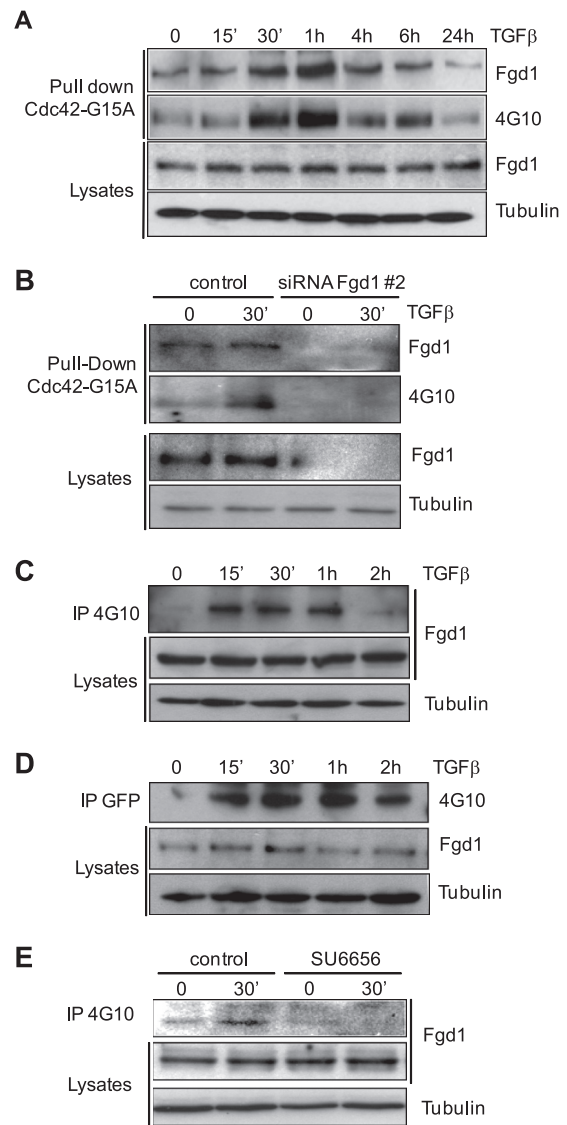 A
0 15’ 30’ 1h 4h 6h 24h TGFβ
Pull down
Cdc42-G15A
Fgd1
4G10
Lysates
Fgd1
Tubulin
B
control siRNA Fgd1 #2
0 30’ 0 30’ TGFβ
Pull-Down
Cdc42-G15A
Fgd1
4G10
Lysates
Fgd1
Tubulin
C
0 15’ 30’ 1h 2h TGFβ
IP 4G10
Fgd1
Lysates
Tubulin
D
0 15’ 30’ 1h 2h TGFβ
IP GFP 4G10
Lysates
Fgd1
Tubulin
E
control SU6656
0 30’ 0 30’
IP 4G10
Fgd1
Lysates
Tubulin